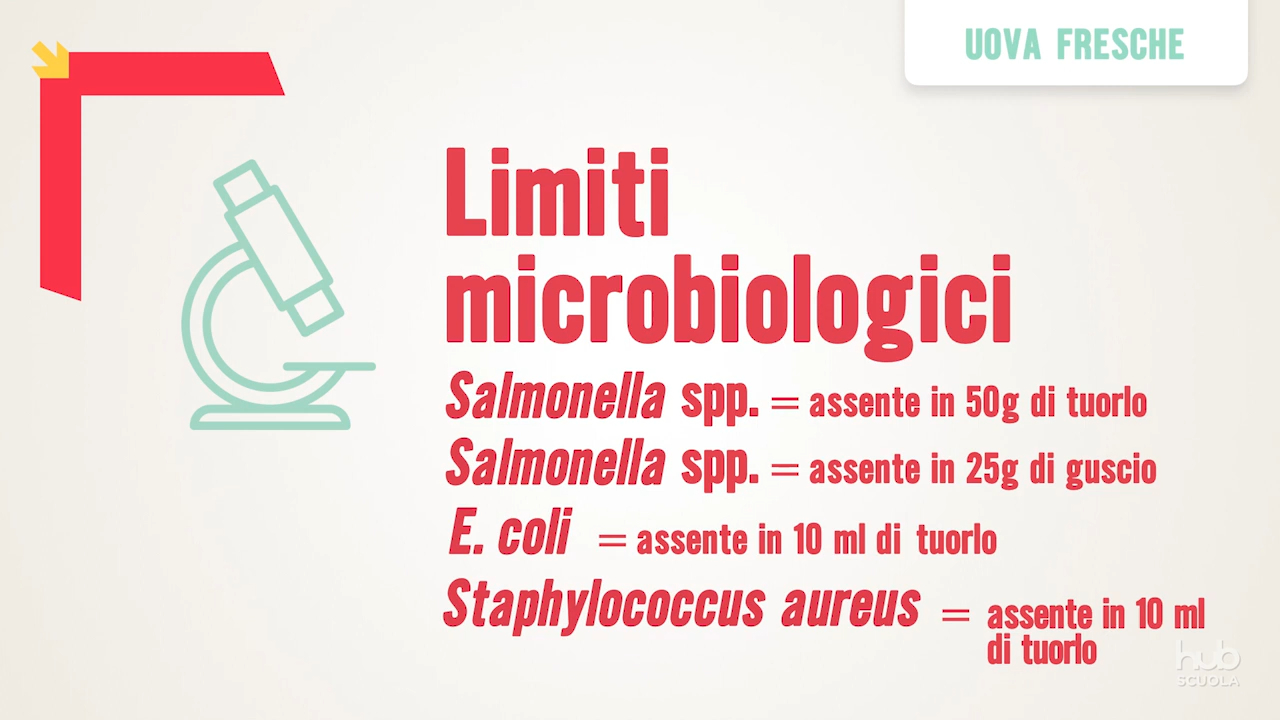 UOVA FRESCHE
Limiti
microbiologici
Salmonella spp. = assente in 50g di tuorlo
Salmonella spp. = assente in 25g di guscio
E. coli = assente in 10 ml di tuorlo
Staphylococcus aureus = assente in 10 ml
di tuorlo
hub
SCUOLA